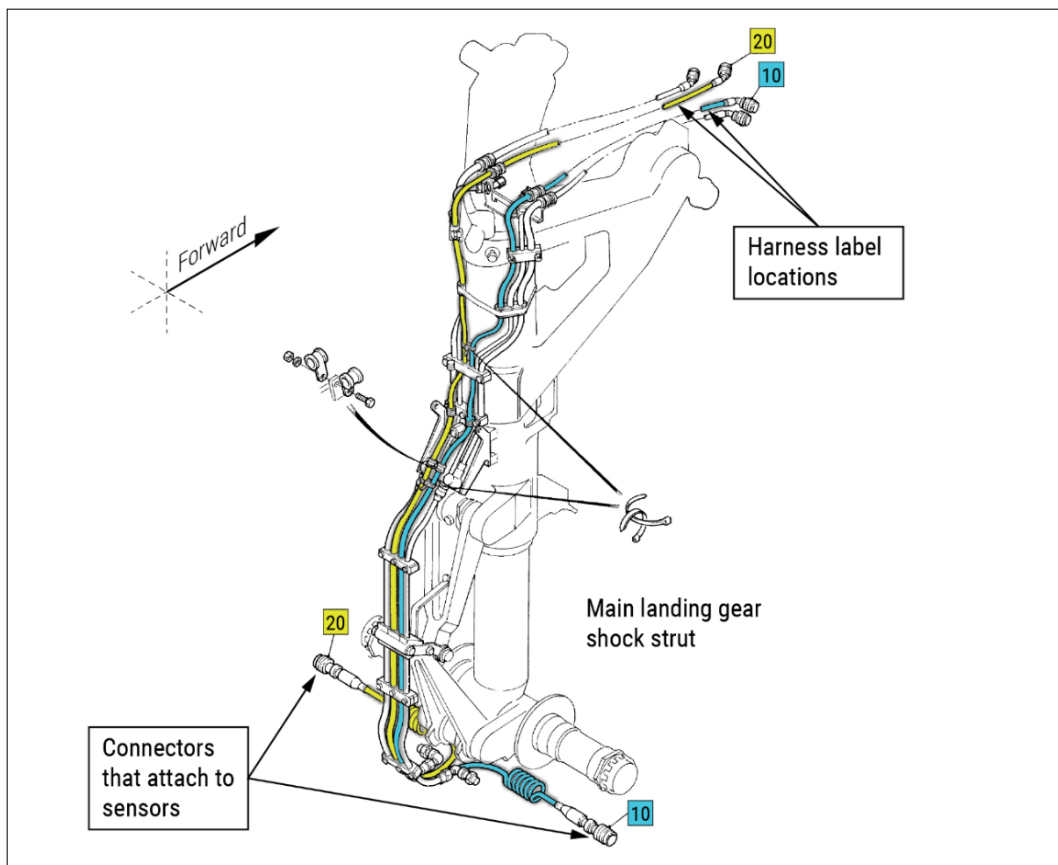 20
10
Harness label
locations
Forward
Main landing gear
shock strut
20
Connectors
that attach to
sensors
10